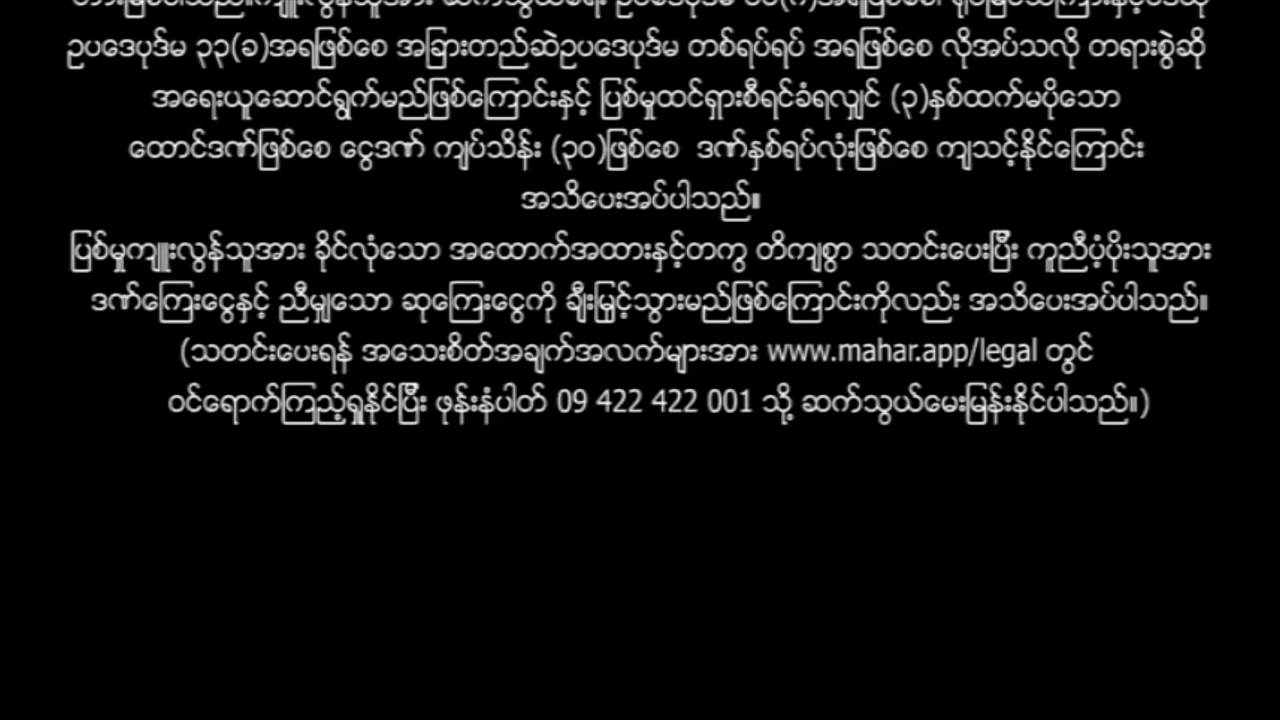 ဥပဒေပုဒ်မ ၃၃(ခ)အရဖြစ်စေ အခြားတည်ဆဲဥပဒေပုဒ်မ တစ်ရပ်ရပ် အရဖြစ်စေ လိုအပ်သလို တရားစွဲဆို
အရေးယူဆောင်ရွက်မည်ဖြစ်ကြောင်းနှင့် ပြစ်မှုထင်ရှားစီရင်ခံရလျှင် (၃)နှစ်ထက်မပိုသော
ထောင်ဒဏ်ဖြစ်စေ ငွေဒဏ် ကျပ်သိန်း (၃၀)ဖြစ်စေ ဒဏ်နှစ်ရပ်လုံးဖြစ်စေ ကျသင့်နိုင်ကြောင်း
အသိပေးအပ်ပါသည်။
ပြစ်မှုကျူးလွန်သူအား ခိုင်လုံသော အထောက်အထားနှင့်တကွ တိကျစွာ သတင်းပေးပြီး ကူညီပံ့ပိုးသူအား
ဒဏ်ကြေးငွေနှင့် ညီမျှသော ဆုကြေးငွေကို ချီးမြှင့်သွားမည်ဖြစ်ကြောင်းကိုလည်း အသိပေးအပ်ပါသည်။
(သတင်းပေးရန် အသေးစိတ်အချက်အလက်များအား www.mahar.app/legal တွင်
ဝင်ရောက်ကြည့်ရှုနိုင်ပြီး ဖုန်းနံပါတ် 09 422 422 001 သို့ ဆက်သွယ်မေးမြန်းနိုင်ပါသည်။)